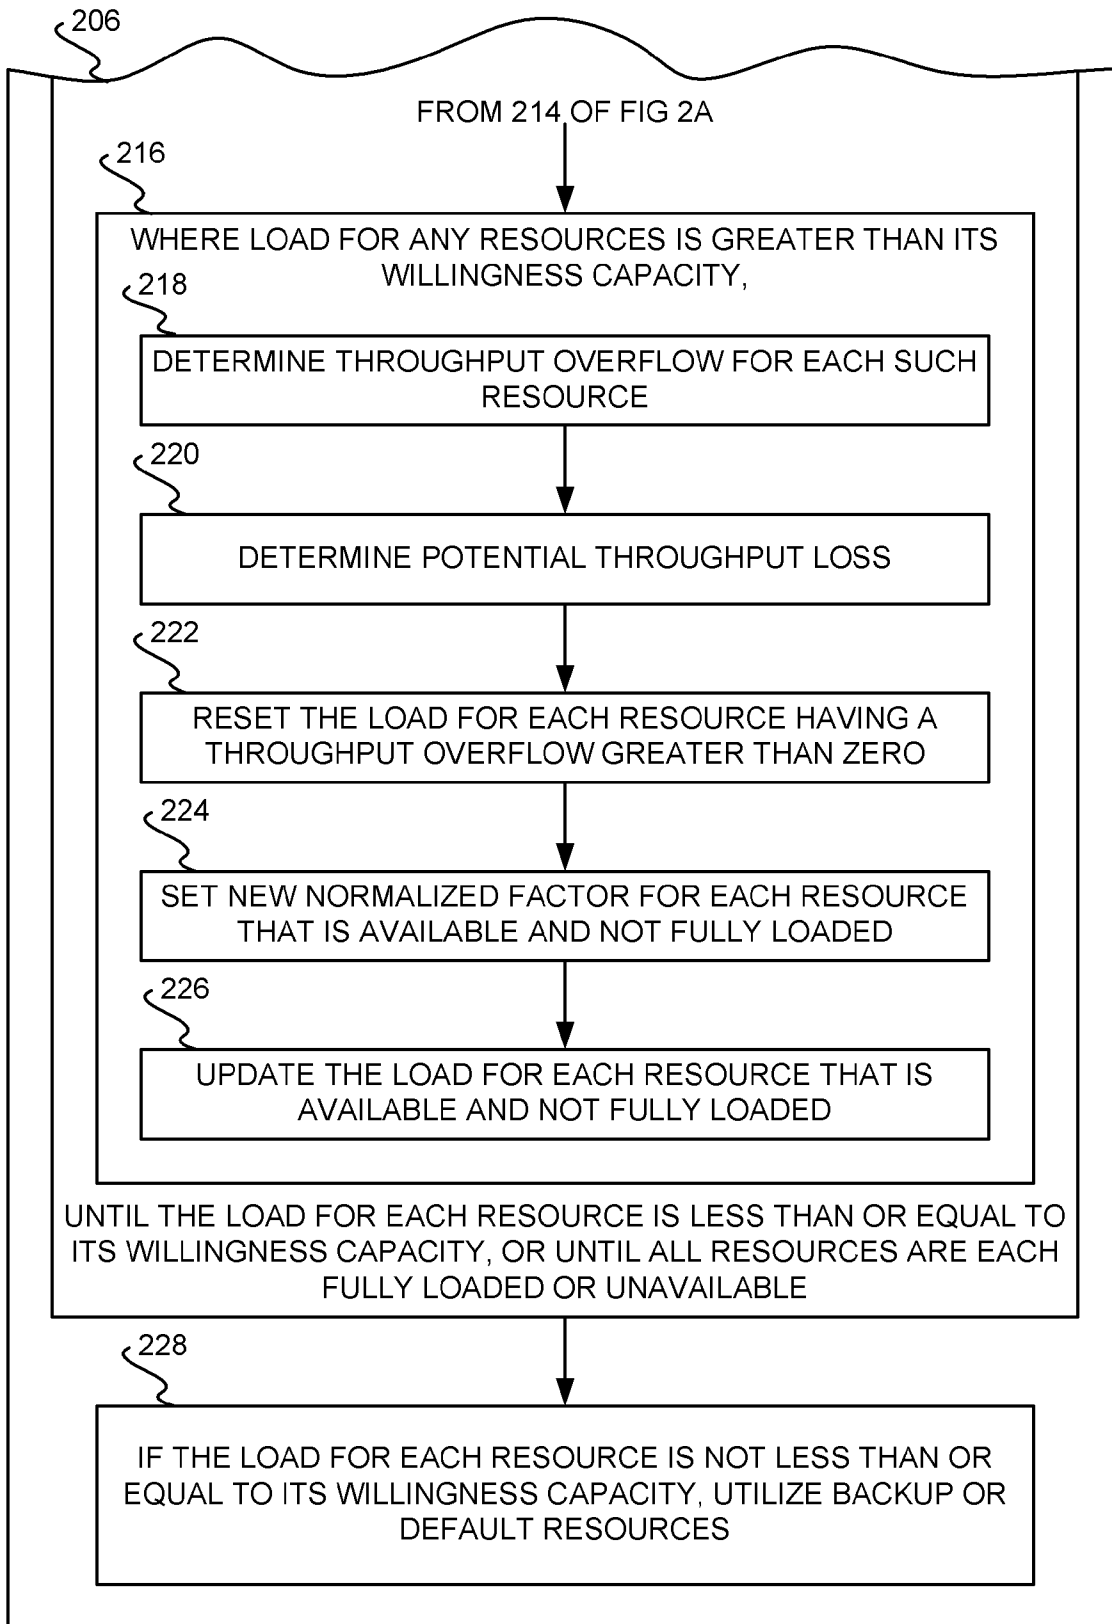 206
FROM 214 OF FIG 2A
216
WHERE LOAD FOR ANY RESOURCES IS GREATER THAN ITS
WILLINGNESS CAPACITY,
218
DETERMINE THROUGHPUT OVERFLOW FOR EACH SUCH
RESOURCE
220
DETERMINE POTENTIAL THROUGHPUT LOSS
222
RESET THE LOAD FOR EACH RESOURCE HAVING A
THROUGHPUT OVERFLOW GREATER THAN ZERO
224
SET NEW NORMALIZED FACTOR FOR EACH RESOURCE
THAT IS AVAILABLE AND NOT FULLY LOADED
226
UPDATE THE LOAD FOR EACH RESOURCE THAT IS
AVAILABLE AND NOT FULLY LOADED
UNTIL THE LOAD FOR EACH RESOURCE IS LESS THAN OR EQUAL TO
ITS WILLINGNESS CAPACITY, OR UNTIL ALL RESOURCES ARE EACH
FULLY LOADED OR UNAVAILABLE
228
IF THE LOAD FOR EACH RESOURCE IS NOT LESS THAN OR
EQUAL TO ITS WILLINGNESS CAPACITY, UTILIZE BACKUP OR
DEFAULT RESOURCES